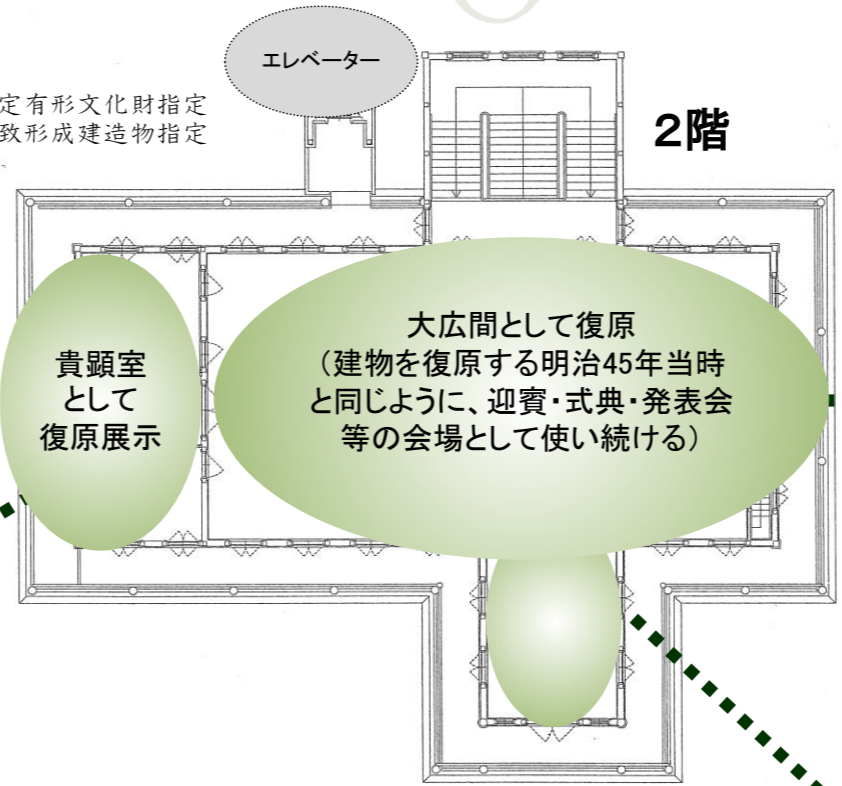 エレベーター
定有形文化財指定
致形成建造物指定
2階
大広間として復原
（建物を復原する明治45年当時
と同じように、迎賓・式典・発表会
等の会場として使い続ける）
貴顕室
として
復原展示